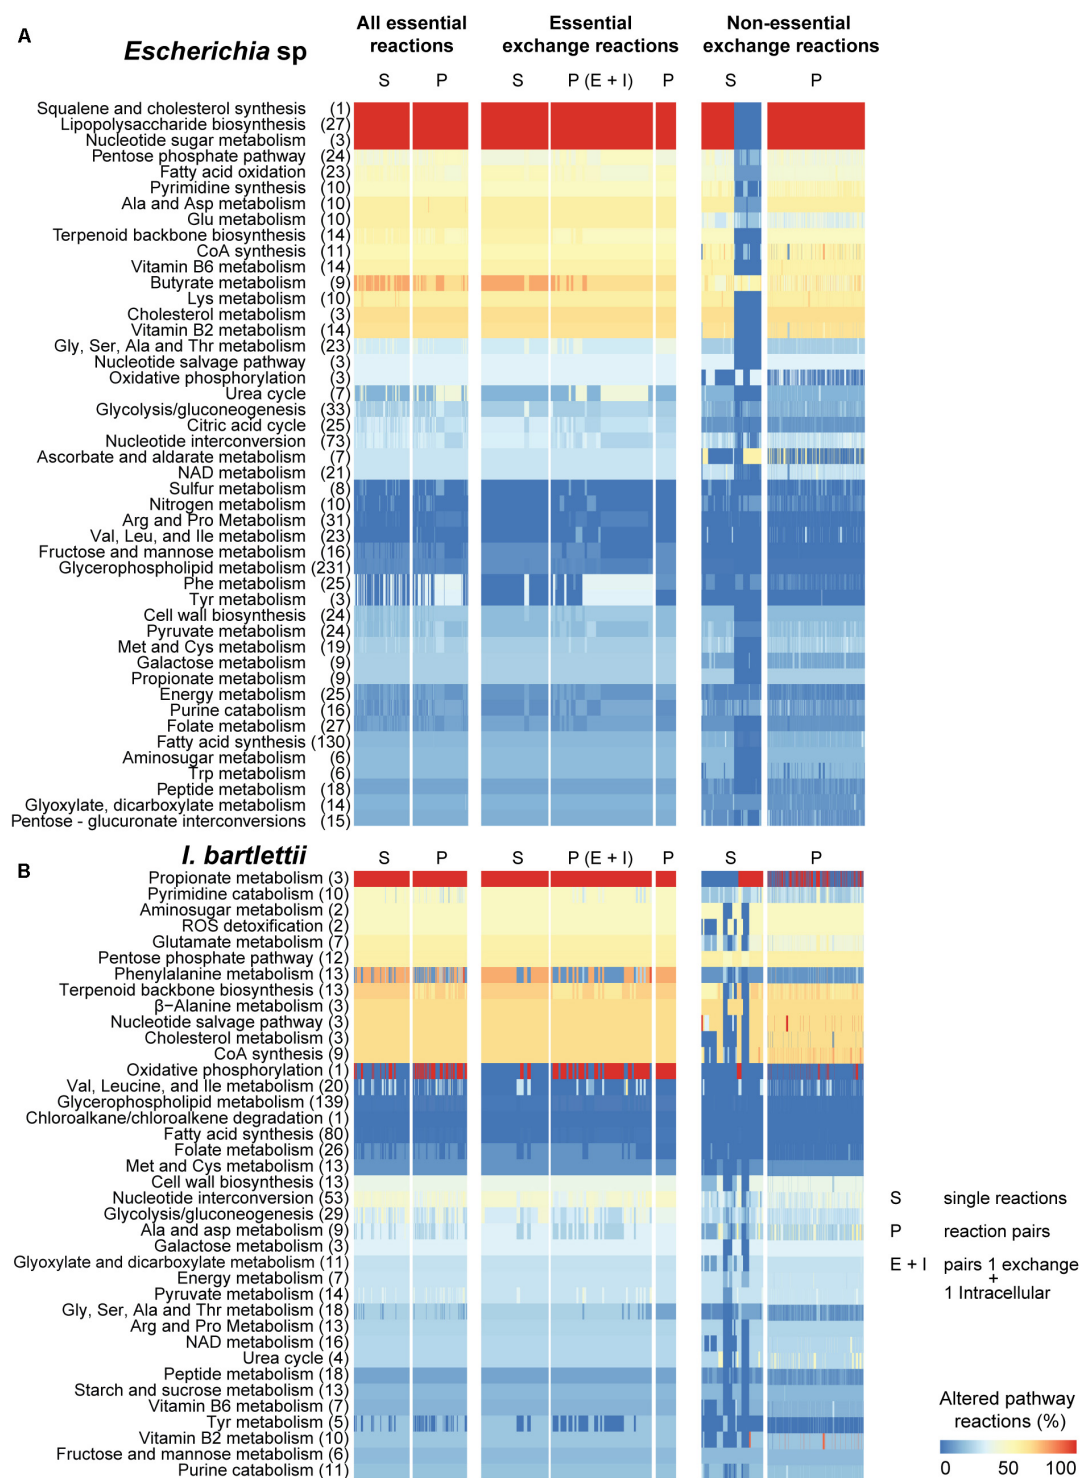 A
Escherichia sp
All essential reactions
Essential exchange reactions
Non-essential exchange reactions
S P S P (E + I) P S P
Squalene and cholesterol synthesis (1)
Lipopolysaccharide biosynthesis (27)
Nucleotide sugar metabolism (3)
Pentose phosphate pathway (24)
Fatty acid oxidation (23)
Pyrimidine synthesis (10)
Ala and Asp metabolism (10)
Glu metabolism (10)
Terpenoid backbone biosynthesis (14)
CoA synthesis (11)
Vitamin B6 metabolism (14)
Butyrate metabolism (9)
Lys metabolism (10)
Cholesterol metabolism (3)
Vitamin B2 metabolism (14)
Gly, Ser, Ala and Thr metabolism (23)
Nucleotide salvage pathway (3)
Oxidative phosphorylation (3)
Urea cycle (7)
Glycolysis/gluconeogenesis (33)
Citric acid cycle (25)
Nucleotide interconversion (73)
Ascorbate and aldarate metabolism (7)
NAD metabolism (21)
Sulfur metabolism (8)
Nitrogen metabolism (10)
Arg and Pro Metabolism (31)
Val, Leu, and Ile metabolism (23)
Fructose and mannose metabolism (16)
Glycerophospholipid metabolism (231)
Phe metabolism (25)
Tyr metabolism (3)
Cell wall biosynthesis (24)
Pyruvate metabolism (24)
Met and Cys metabolism (19)
Galactose metabolism (9)
Propionate metabolism (9)
Energy metabolism (25)
Purine catabolism (16)
Folate metabolism (27)
Fatty acid synthesis (130)
Aminosugar metabolism (6)
Trp metabolism (6)
Peptide metabolism (18)
Glyoxylate, dicarboxylate metabolism (14)
Pentose - glucuronate interconversions (15)
B
I. bartlettii
S P S P (E + I) P S P
Propionate metabolism (3)
Pyrimidine catabolism (10)
Aminosugar metabolism (2)
ROS detoxification (2)
Glutamate metabolism (7)
Pentose phosphate pathway (12)
Phenylalanine metabolism (13)
Terpenoid backbone biosynthesis (13)
β−Alanine metabolism (3)
Nucleotide salvage pathway (3)
Cholesterol metabolism (3)
CoA synthesis (9)
Oxidative phosphorylation (1)
Val, Leucine, and Ile metabolism (20)
Glycerophospholipid metabolism (139)
Chloroalkane/chloroalkene degradation (1)
Fatty acid synthesis (80)
Folate metabolism (26)
Met and Cys metabolism (13)
Cell wall biosynthesis (13)
Nucleotide interconversion (53)
Glycolysis/gluconeogenesis (29)
Ala and asp metabolism (9)
Galactose metabolism (3)
Glyoxylate and dicarboxylate metabolism (11)
Energy metabolism (7)
Pyruvate metabolism (14)
Gly, Ser, Ala and Thr metabolism (18)
Arg and Pro Metabolism (13)
NAD metabolism (16)
Urea cycle (4)
Peptide metabolism (18)
Starch and sucrose metabolism (13)
Vitamin B6 metabolism (7)
Tyr metabolism (5)
Vitamin B2 metabolism (10)
Fructose and mannose metabolism (6)
Purine catabolism (11)
S single reactions
P reaction pairs
E + I pairs 1 exchange
+
1 Intracellular
Altered pathway
reactions (%)
0 50 100